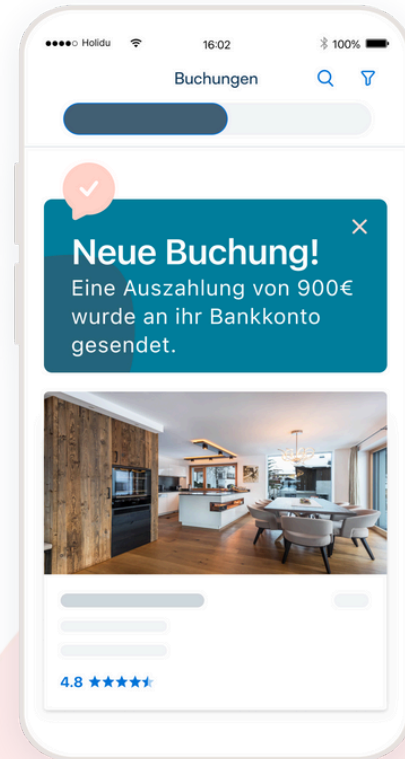 Holidu 16:02 100%
Buchungen
Neue Buchung!
Eine Auszahlung von 900€
wurde an ihr Bankkonto
gesendet.
4.8